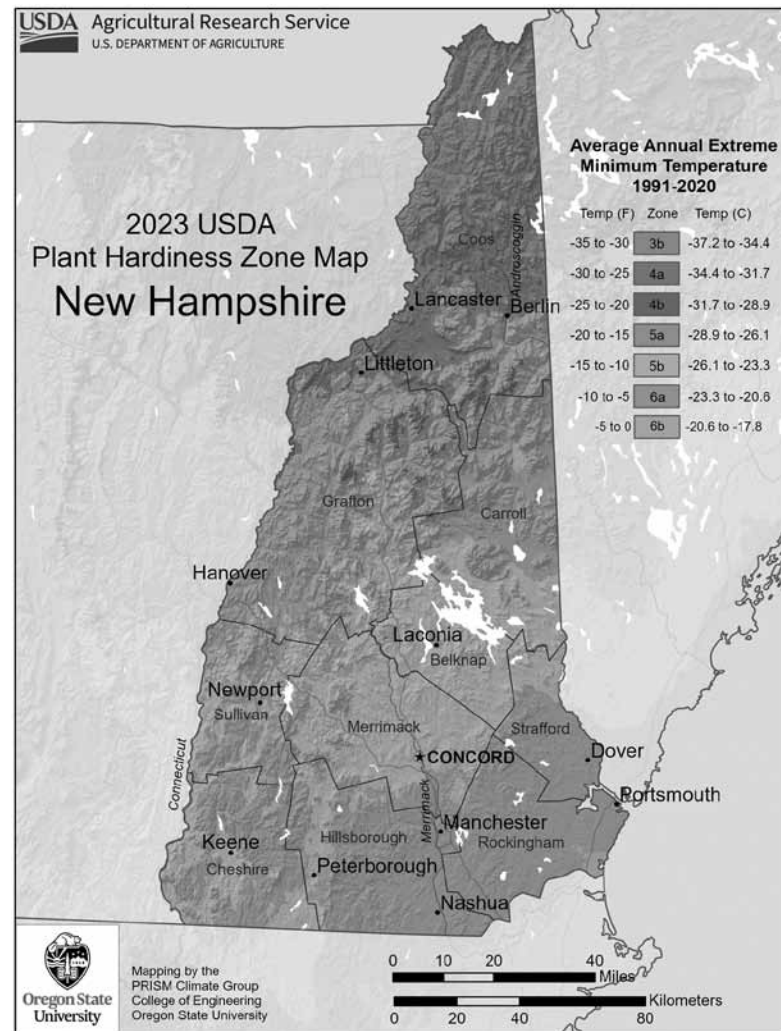 USDA
Agricultural Research Service
U.S. DEPARTMENT OF AGRICULTURE
2023 USDA
Plant Hardiness Zone Map
New Hampshire
Average Annual Extreme
Minimum Temperature
1991-2020
Temp (F) Zone Temp (C)
-35 to -30 3b -37.2 to -34.4
-30 to -25 4a -34.4 to -31.7
-25 to -20 4b -31.7 to -28.9
-20 to -15 5a -28.9 to -26.1
-15 to -10 5b -26.1 to -23.3
-10 to -5 6a -23.3 to -20.6
-5 to 0 6b -20.6 to -17.8
Coos
Androscoggin
Lancaster
Berlin
Littleton
Grafton
Carroll
Hanover
Laconia
Belknap
Newport
Sullivan
Merrimack
Strafford
CONCORD
Dover
Connecticut
Portsmouth
Merrimack
Manchester
Hillsborough
Rockingham
Keene
Cheshire
Peterborough
Nashua
Oregon State
University
Mapping by the
PRISM Climate Group
College of Engineering
Oregon State University
0 10 20 40
Miles
Kilometers
0 20 40 80